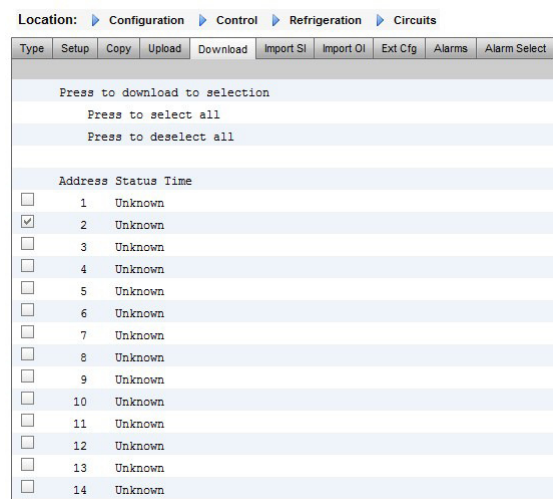 Location: Configuration Control Refrigeration Circuits
Type Setup Copy Upload Download Import SI Import OI Ext Cfg Alarms Alarm Select
Press to download to selection
Press to select all
Press to deselect all
Address Status Time
1 Unknown
2 Unknown
3 Unknown
4 Unknown
5 Unknown
6 Unknown
7 Unknown
8 Unknown
9 Unknown
10 Unknown
11 Unknown
12 Unknown
13 Unknown
14 Unknown